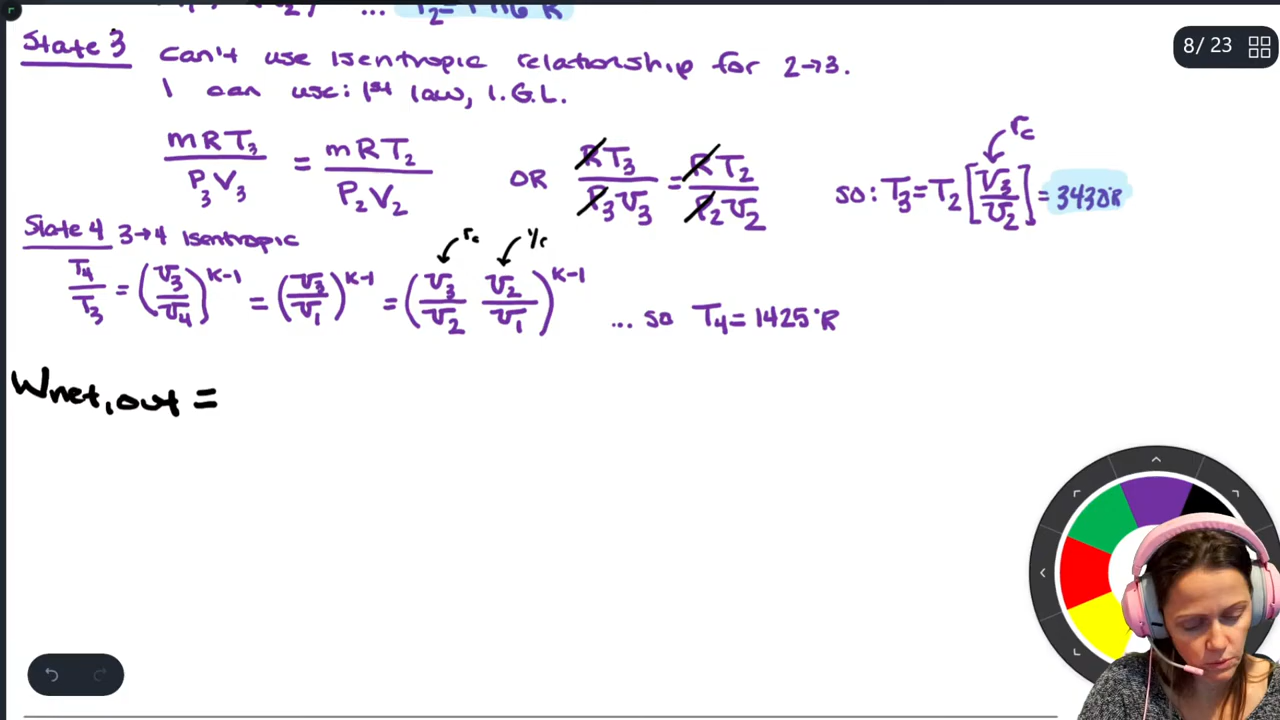 ... T₂ =
State 3 can't use isentropic relationship for 2→3.
I can use: 1st law, I.G.L.
mRT₃/P₃V₃ = mRT₂/P₂V₂ OR RT₃/P₃v₃ = RT₂/P₂v₂ so: T₃ = T₂[v₃/v₂] = 3430°R
rc
State 4 3→4 Isentropic
rc 1/r
T₄/T₃ = (v₃/v₄)^K-1 = (v₃/v₁)^K-1 = (v₃/v₂ v₂/v₁)^K-1 ... so T₄ = 1425°R
Wnet,out =
8 / 23